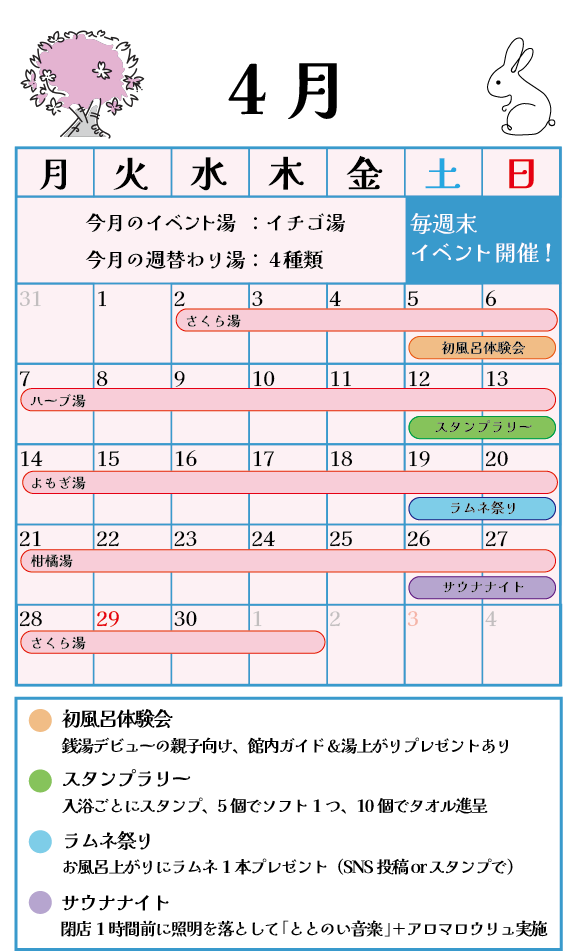 4月
月 火 水 木 金 土 日
今月のイベント湯 ：イチゴ湯
今月の週替わり湯：4種類
毎週末
イベント開催！
31 1 2 3 4 5 6
さくら湯
初風呂体験会
7 8 9 10 11 12 13
ハーブ湯
スタンプラリー
14 15 16 17 18 19 20
よもぎ湯
ラムネ祭り
21 22 23 24 25 26 27
柑橘湯
サウナナイト
28 29 30 1 2 3 4
さくら湯
初風呂体験会
銭湯デビューの親子向け、館内ガイド＆湯上がりプレゼントあり
スタンプラリー
入浴ごとにスタンプ、5個でソフト1つ、10個でタオル進呈
ラムネ祭り
お風呂上がりにラムネ1本プレゼント（SNS投稿orスタンプで）
サウナナイト
閉店1時間前に照明を落として「ととのい音楽」＋アロマロウリュ実施